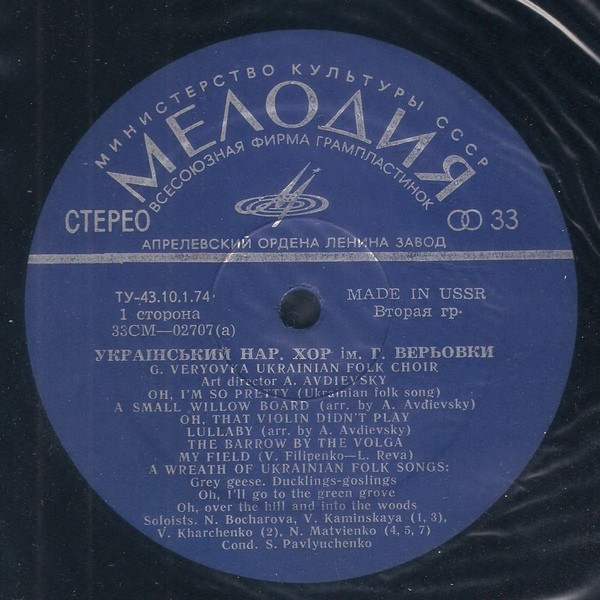 МИНИСТЕРСТВО КУЛЬТУРЫ СССР
МЕЛОДИЯ
ВСЕСОЮЗНАЯ ФИРМА ГРАМПЛАСТИНОК
СТЕРЕО
33
АПРЕЛЕВСКИЙ ОРДЕНА ЛЕНИНА ЗАВОД
ТУ-43.10.1.74·
MADE IN USSR
1 сторона
Вторая гр·
33СМ—02707(а)
УКРАЇНСЬКИЙ НАР. ХОР ім. Г. ВЕРЬОВКИ
G. VERYOVKA UKRAINIAN FOLK CHOIR
Art director A. AVDIEVSKY
OH, I'M SO PRETTY (Ukrainian folk song)
A SMALL WILLOW BOARD (arr. by A. Avdievsky)
OH, THAT VIOLIN DIDN'T PLAY
LULLABY (arr. by A. Avdievsky)
THE BARROW BY THE VOLGA
MY FIELD (V. Filipenko—L. Reva)
A WREATH OF UKRAINIAN FOLK SONGS:
Grey geese. Ducklings-goslings
Oh, I'll go to the green grove
Oh, over the hill and into the woods
Soloists. N. Bocharova, V. Kaminskaya (1, 3),
V. Kharchenko (2), N. Matvienko (4, 5, 7)
Cond. S. Pavlyuchenko